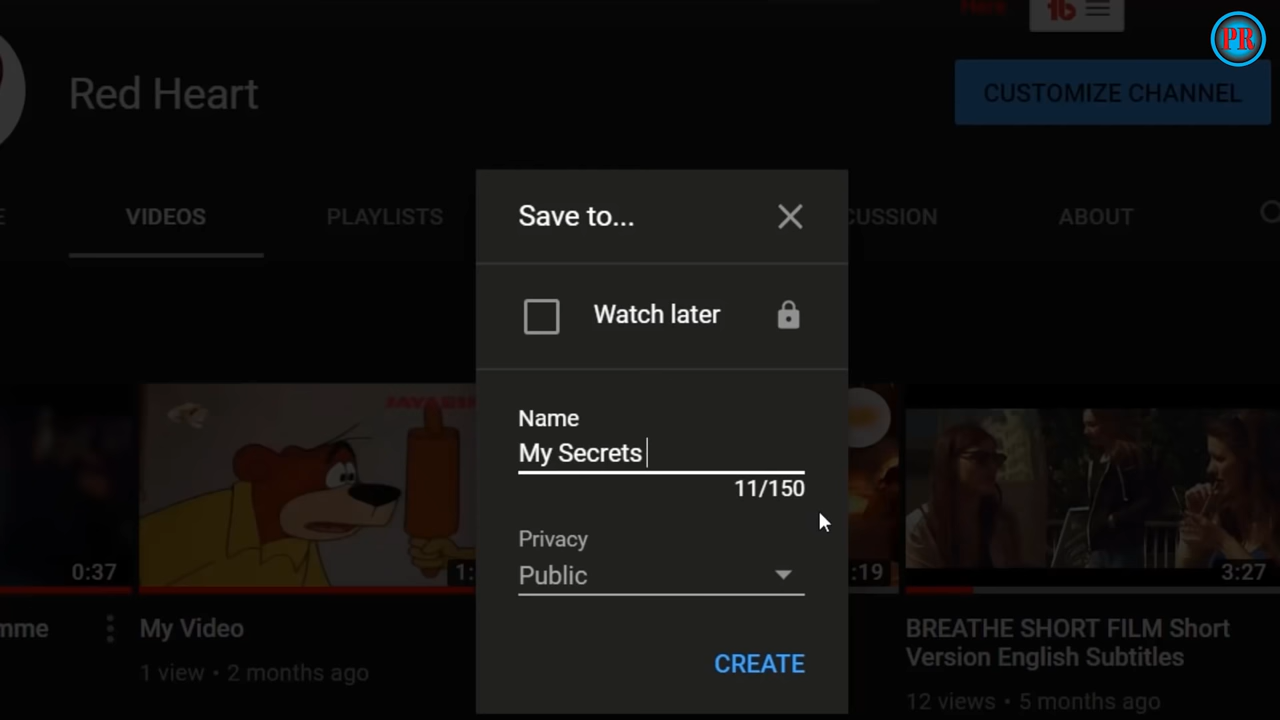 PR
Red Heart
CUSTOMIZE CHANNEL
VIDEOS
PLAYLISTS
CUSSION
ABOUT
Save to...
Watch later
Name
My Secrets
11/150
Privacy
Public
CREATE
0:37
1:
:19
3:27
mme
My Video
1 view • 2 months ago
BREATHE SHORT FILM Short
Version English Subtitles
12 views • 5 months ago